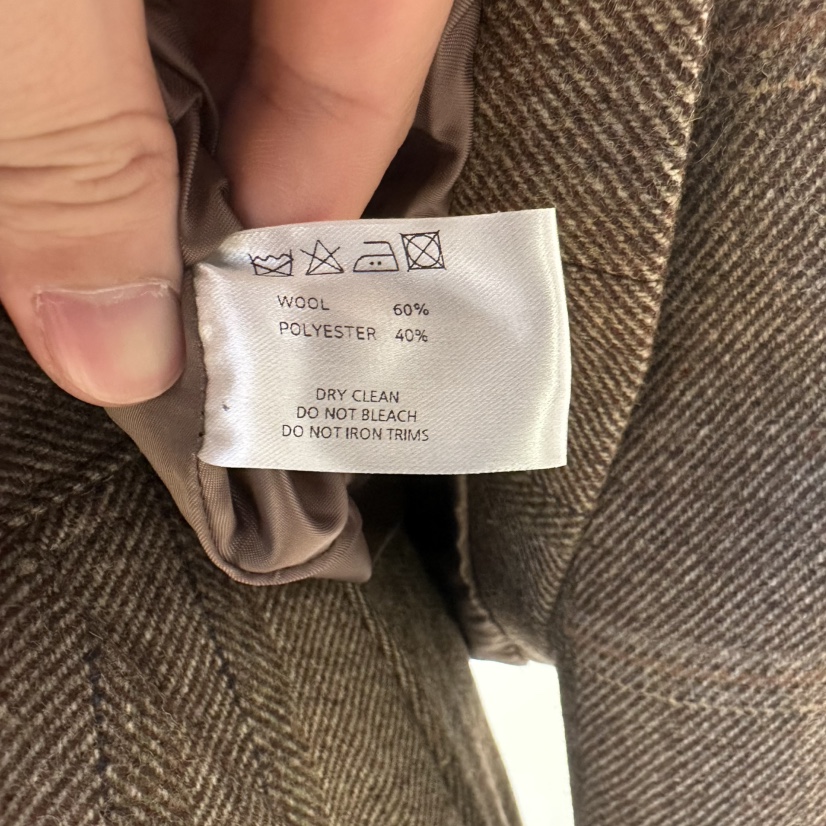 WOOL 60%
POLYESTER 40%
DRY CLEAN
DO NOT BLEACH
DO NOT IRON TRIMS